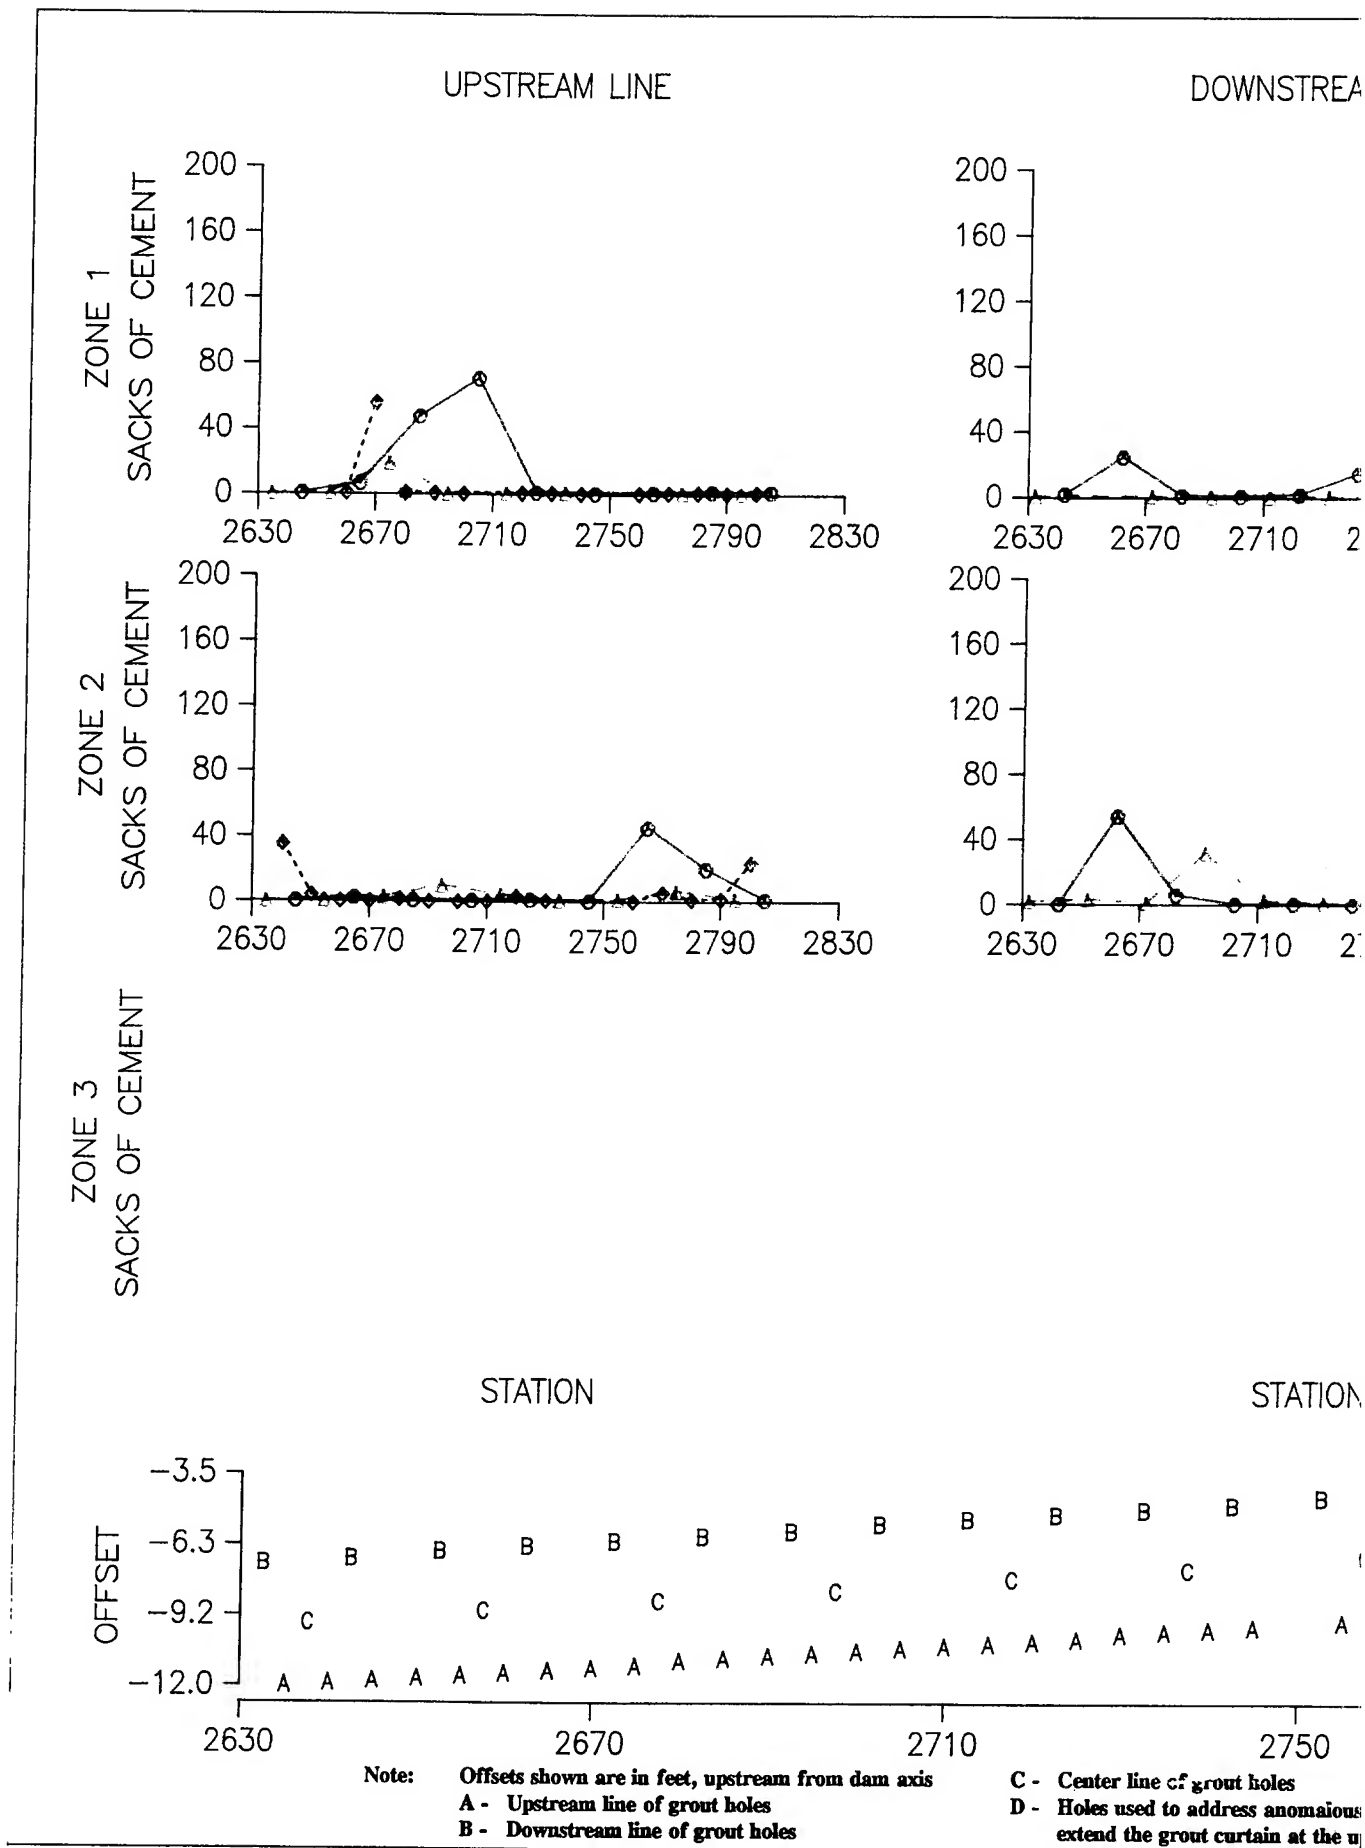 UPSTREAM LINE
DOWNSTREA
ZONE 1
SACKS OF CEMENT
200
160
120
80
40
0
2630 2670 2710 2750 2790 2830
200
160
120
80
40
0
2630 2670 2710 2
ZONE 2
SACKS OF CEMENT
200
160
120
80
40
0
2630 2670 2710 2750 2790 2830
200
160
120
80
40
0
2630 2670 2710 2
ZONE 3
SACKS OF CEMENT
STATION
STATION
OFFSET
-3.5
-6.3
-9.2
-12.0
B B B B B B B B B B B B B
C C C C C C
A A A A A A A A A A A A A A A A A A A A A A A A
2630 2670 2710 2750
Note: Offsets shown are in feet, upstream from dam axis
A - Upstream line of grout holes
B - Downstream line of grout holes
C - Center line of grout holes
D - Holes used to address anomalous
extend the grout curtain at the u